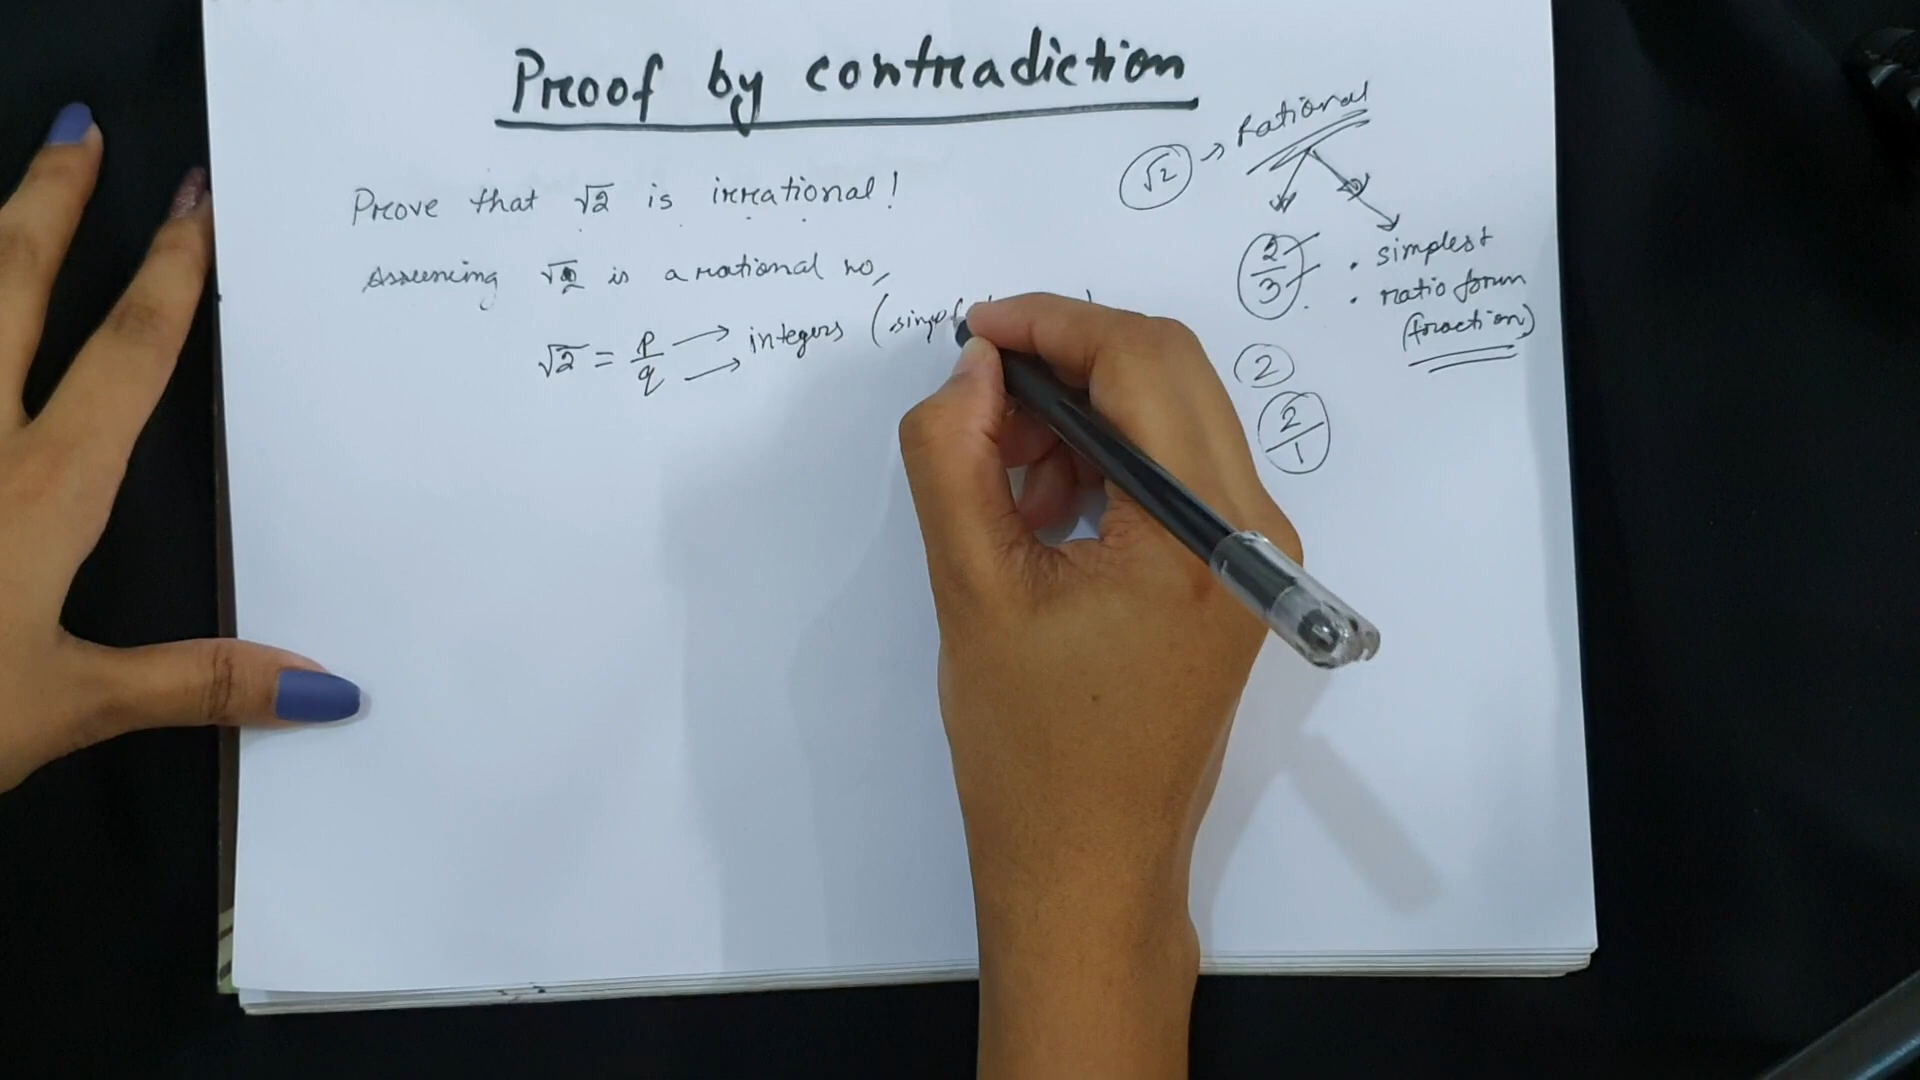 Proof by contradiction
Prove that √2 is irrational!
Assuming √2 is a rational no,
√2 = p/q → → integers (
√2 → rational
2/3
• simplest
• ratio form
(fraction)
2
2/1